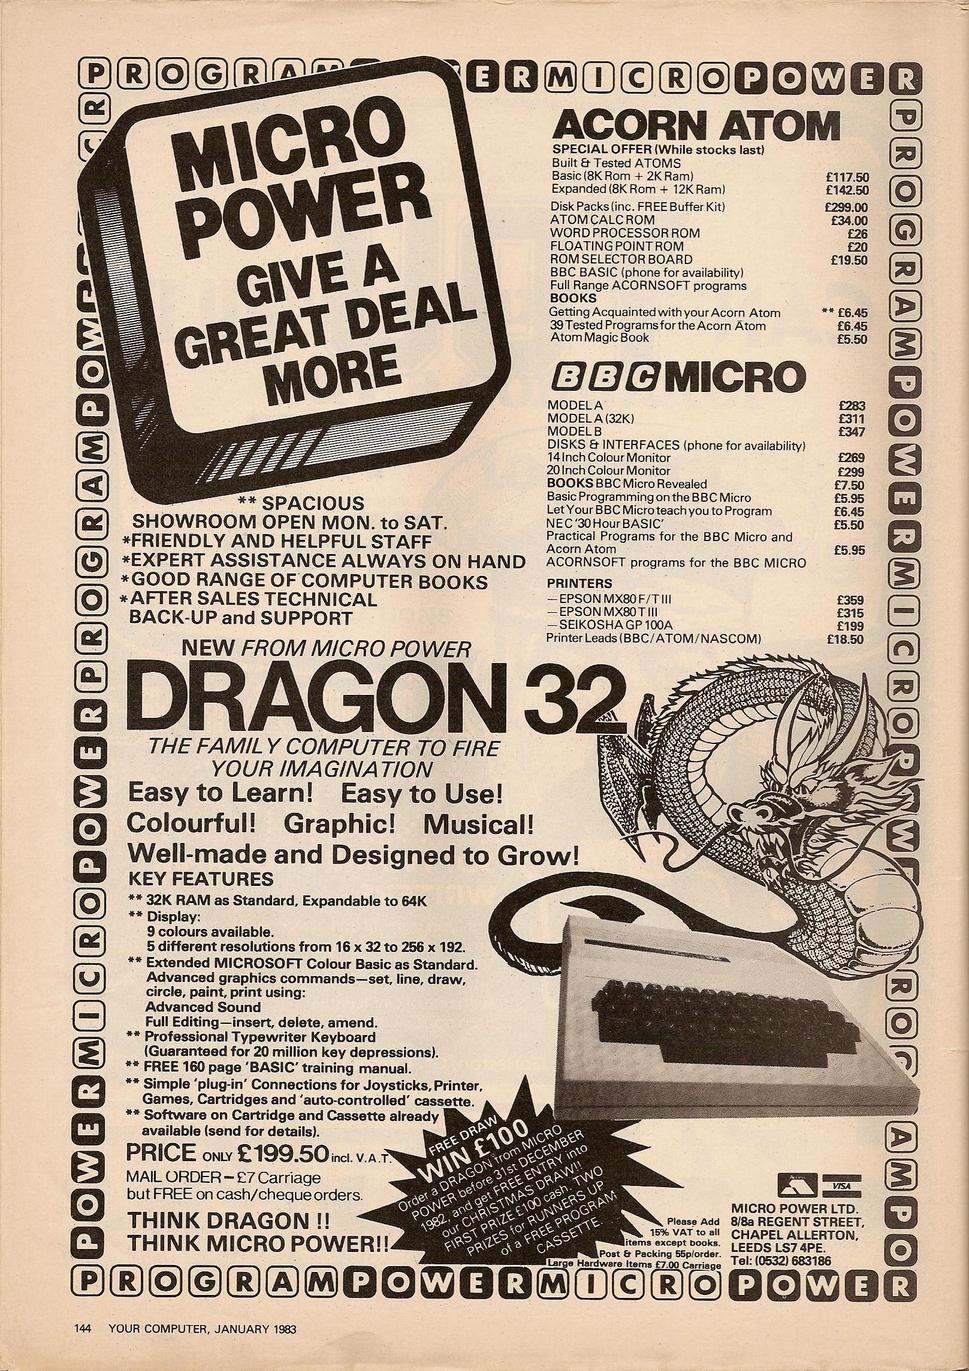 PROGRAMPOWERMICROPOWER
MICRO
POWER
GIVE A
GREAT DEAL
MORE
** SPACIOUS
SHOWROOM OPEN MON. to SAT.
*FRIENDLY AND HELPFUL STAFF
*EXPERT ASSISTANCE ALWAYS ON HAND
*GOOD RANGE OF COMPUTER BOOKS
*AFTER SALES TECHNICAL
BACK-UP and SUPPORT
ACORN ATOM
SPECIAL OFFER (While stocks last)
Built & Tested ATOMS
Basic (8K Rom + 2K Ram) £117.50
Expanded (8K Rom + 12K Ram) £142.50
Disk Packs (inc. FREE Buffer Kit) £299.00
ATOM CALC ROM £34.00
WORD PROCESSOR ROM £26
FLOATING POINT ROM £20
ROM SELECTOR BOARD £19.50
BBC BASIC (phone for availability)
Full Range ACORNSOFT programs
BOOKS
Getting Acquainted with your Acorn Atom ** £6.45
39 Tested Programs for the Acorn Atom £6.45
Atom Magic Book £5.50
BBC MICRO
MODEL A £283
MODEL A (32K) £311
MODEL B £347
DISKS & INTERFACES (phone for availability)
14 Inch Colour Monitor £269
20 Inch Colour Monitor £299
BOOKS BBC Micro Revealed £7.50
Basic Programming on the BBC Micro £5.95
Let Your BBC Micro teach you to Program £6.45
NEC '30 Hour BASIC' £5.50
Practical Programs for the BBC Micro and
Acorn Atom £5.95
ACORNSOFT programs for the BBC MICRO
PRINTERS
—EPSON MX80 F/T III £359
—EPSON MX80 T III £315
—SEIKOSHA GP 100A £199
Printer Leads (BBC/ATOM/NASCOM) £18.50
NEW FROM MICRO POWER
DRAGON 32
THE FAMILY COMPUTER TO FIRE
YOUR IMAGINATION
Easy to Learn! Easy to Use!
Colourful! Graphic! Musical!
Well-made and Designed to Grow!
KEY FEATURES
** 32K RAM as Standard, Expandable to 64K
** Display:
9 colours available.
5 different resolutions from 16 x 32 to 256 x 192.
** Extended MICROSOFT Colour Basic as Standard.
Advanced graphics commands—set, line, draw,
circle, paint, print using:
Advanced Sound
Full Editing—insert, delete, amend.
** Professional Typewriter Keyboard
(Guaranteed for 20 million key depressions).
** FREE 160 page 'BASIC' training manual.
** Simple 'plug-in' Connections for Joysticks, Printer,
Games, Cartridges and 'auto-controlled' cassette.
** Software on Cartridge and Cassette already
available (send for details).
PRICE ONLY £199.50 incl. V.A.T.
MAIL ORDER – £7 Carriage
but FREE on cash/cheque orders.
THINK DRAGON !!
THINK MICRO POWER!!
FREE DRAW
WIN £100
Order a DRAGON from MICRO
POWER before 31st DECEMBER
1982, and get FREE ENTRY into
our CHRISTMAS DRAW!!
FIRST PRIZE £100 cash. TWO
PRIZES for RUNNERS UP
of a FREE PROGRAM
CASSETTE.
Please Add
15% VAT to all
items except books.
Post & Packing 55p/order.
Large Hardware Items £7.00 Carriage
Access
VISA
MICRO POWER LTD.
8/8a REGENT STREET,
CHAPEL ALLERTON,
LEEDS LS7 4PE.
Tel: (0532) 683186
PROGRAMPOWERMICROPOWER
144 YOUR COMPUTER, JANUARY 1983